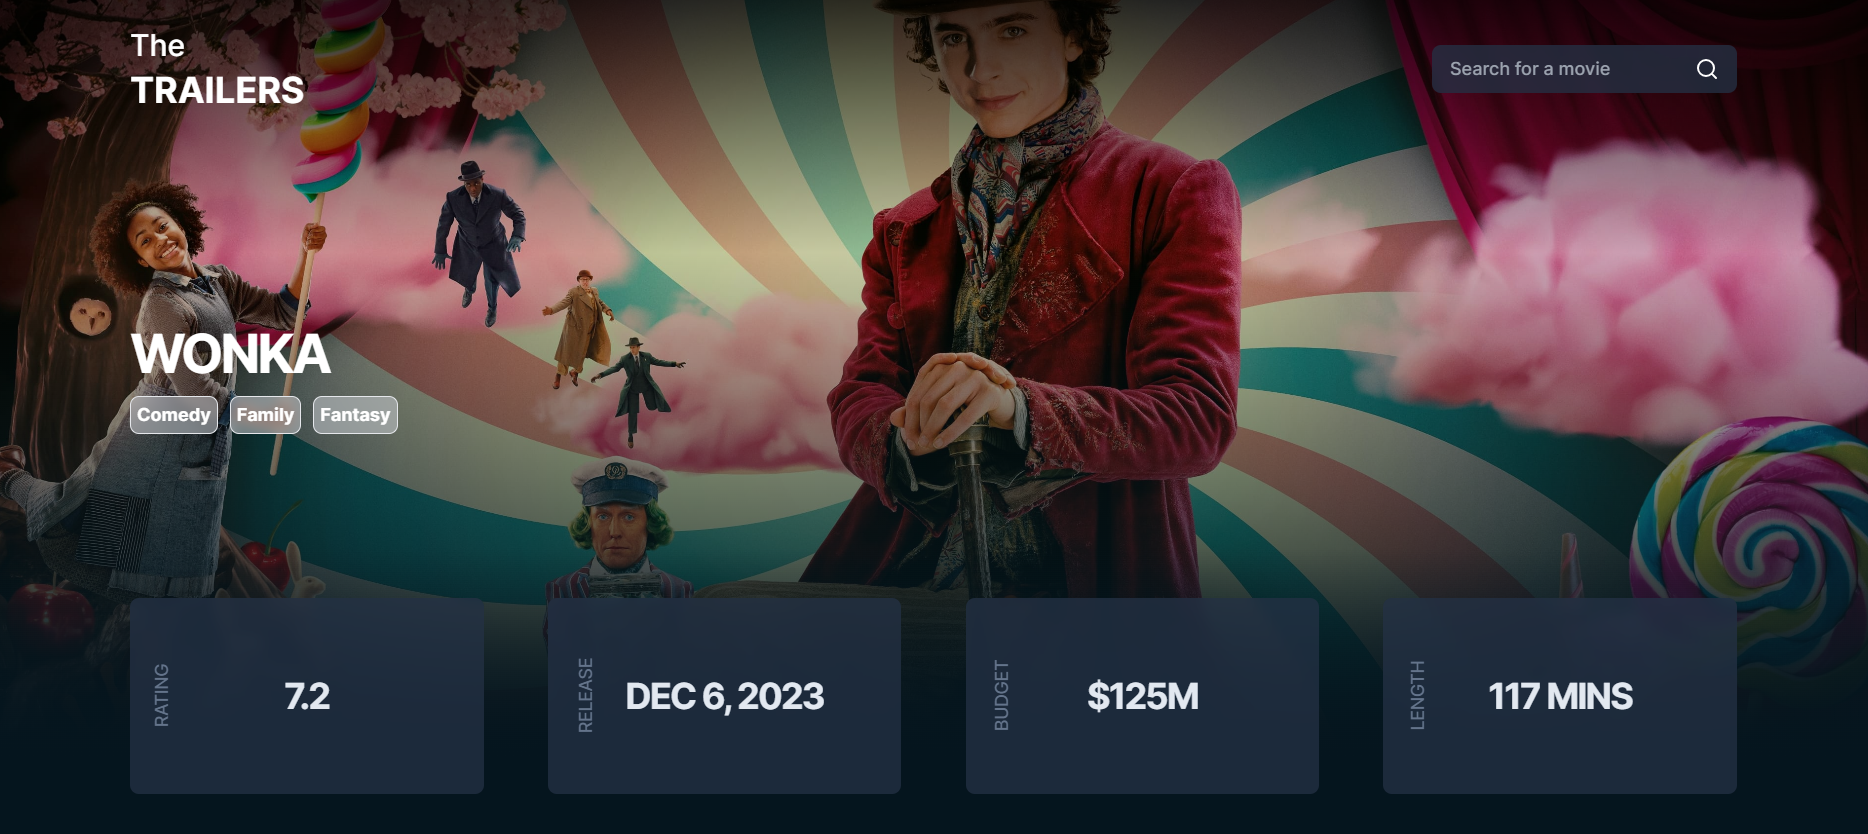 The
TRAILERS
Search for a movie
WONKA
Comedy Family Fantasy
RATING
7.2
RELEASE
DEC 6, 2023
BUDGET
$125M
LENGTH
117 MINS